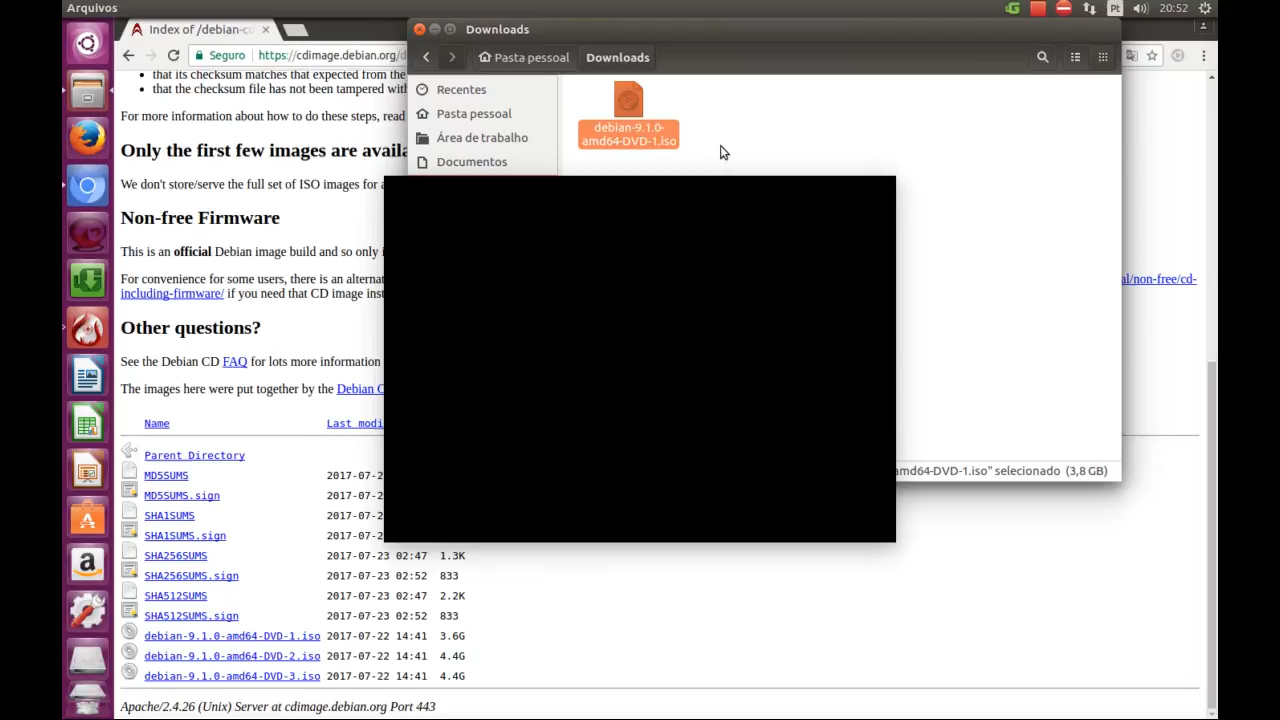 Arquivos
Pt
20:52
Index of /debian-c
Downloads
Seguro
https://cdimage.debian.org/d
Pasta pessoal
Downloads
that its checksum matches that expected from the
that the checksum file has not been tampered with
For more information about how to do these steps, read
Only the first few images are availa
We don't store/serve the full set of ISO images for a
Non-free Firmware
This is an official Debian image build and so only i
For convenience for some users, there is an alternat
al/non-free/cd-
including-firmware/ if you need that CD image inst
Other questions?
See the Debian CD FAQ for lots more information
The images here were put together by the Debian C
Recentes
Pasta pessoal
Área de trabalho
Documentos
debian-9.1.0-
amd64-DVD-1.iso
amd64-DVD-1.iso" selecionado (3,8 GB)
Name Last modi
Parent Directory
MD5SUMS 2017-07-2
MD5SUMS.sign 2017-07-2
SHA1SUMS 2017-07-2
SHA1SUMS.sign 2017-07-2
SHA256SUMS 2017-07-23 02:47 1.3K
SHA256SUMS.sign 2017-07-23 02:52 833
SHA512SUMS 2017-07-23 02:47 2.2K
SHA512SUMS.sign 2017-07-23 02:52 833
debian-9.1.0-amd64-DVD-1.iso 2017-07-22 14:41 3.6G
debian-9.1.0-amd64-DVD-2.iso 2017-07-22 14:41 4.4G
debian-9.1.0-amd64-DVD-3.iso 2017-07-22 14:41 4.4G
Apache/2.4.26 (Unix) Server at cdimage.debian.org Port 443